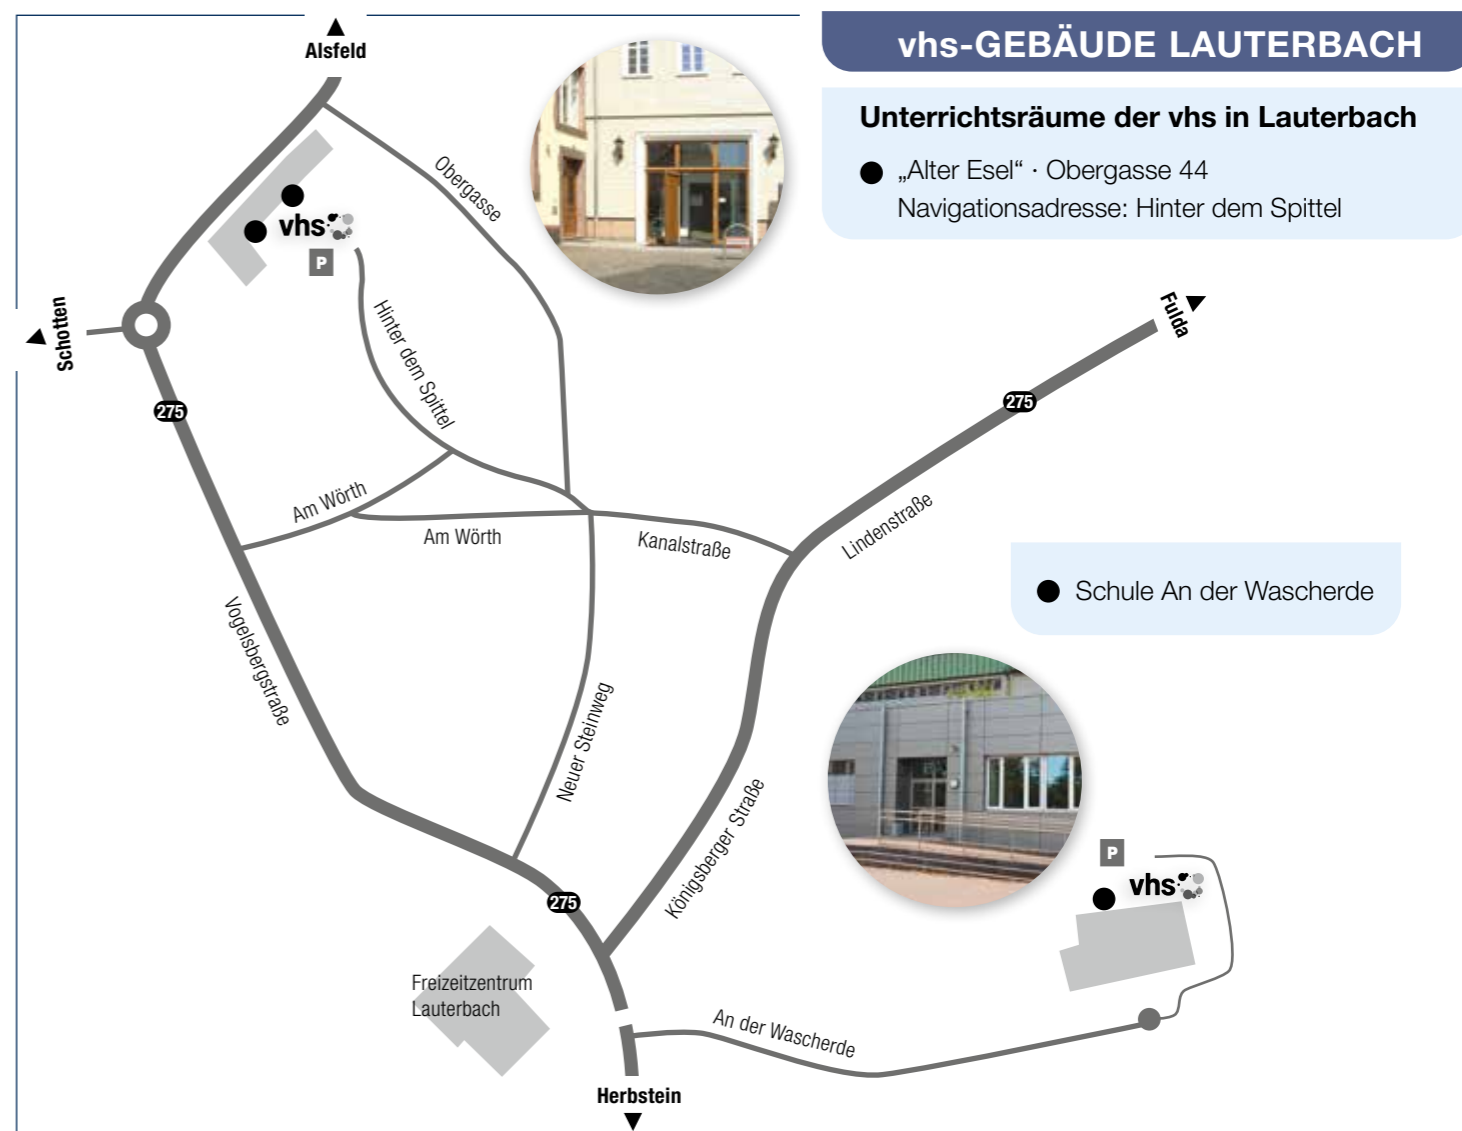 vhs-GEBÄUDE LAUTERBACH
Unterrichtsräume der vhs in Lauterbach
„Alter Esel“ · Obergasse 44
Navigationsadresse: Hinter dem Spittel
Alsfeld
Obergasse
vhs
P
Schotten
Hinter dem Spittel
Fulda
275
275
Am Wörth
Am Wörth
Kanalstraße
Lindenstraße
Schule An der Wascherde
Vogelsbergstraße
Neuer Steinweg
Königsberger Straße
P
vhs
275
Freizeitzentrum
Lauterbach
An der Wascherde
Herbstein